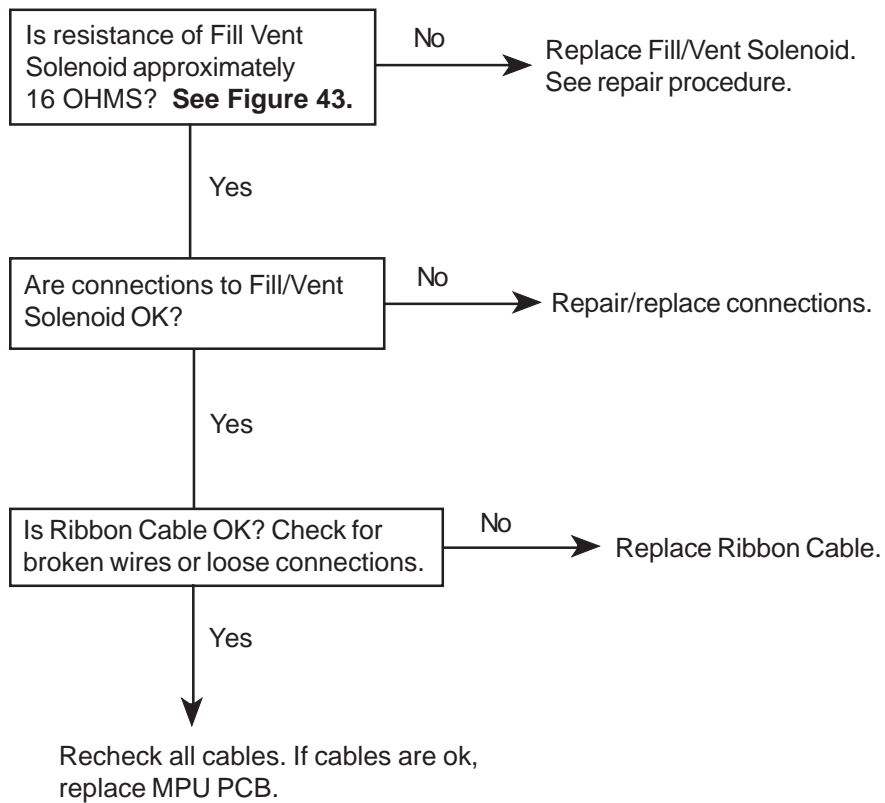 Is resistance of Fill Vent
Solenoid approximately
16 OHMS?  See Figure 43.
No
Replace Fill/Vent Solenoid.
See repair procedure.
Yes
Are connections to Fill/Vent
Solenoid OK?
No
Repair/replace connections.
Yes
Is Ribbon Cable OK? Check for
broken wires or loose connections.
No
Replace Ribbon Cable.
Yes
Recheck all cables. If cables are ok,
replace MPU PCB.